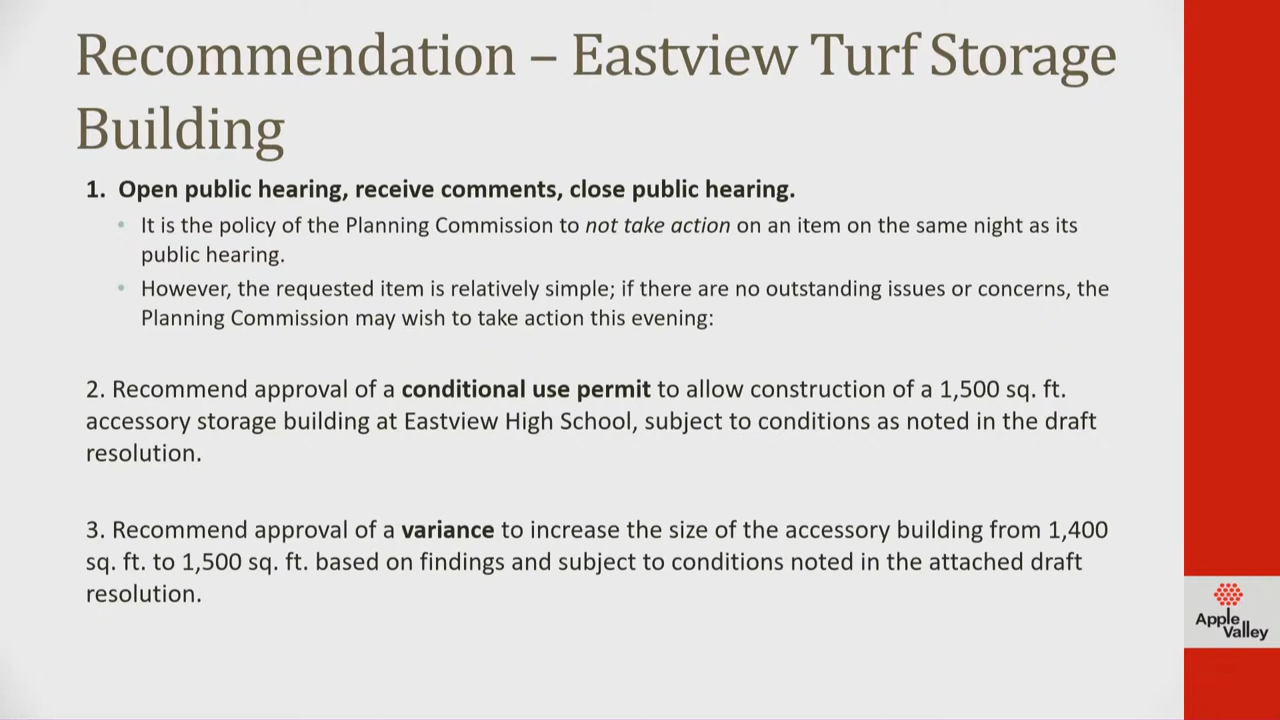 Recommendation – Eastview Turf Storage
Building
1. Open public hearing, receive comments, close public hearing.
• It is the policy of the Planning Commission to not take action on an item on the same night as its
public hearing.
• However, the requested item is relatively simple; if there are no outstanding issues or concerns, the
Planning Commission may wish to take action this evening:
2. Recommend approval of a conditional use permit to allow construction of a 1,500 sq. ft.
accessory storage building at Eastview High School, subject to conditions as noted in the draft
resolution.
3. Recommend approval of a variance to increase the size of the accessory building from 1,400
sq. ft. to 1,500 sq. ft. based on findings and subject to conditions noted in the attached draft
resolution.
Apple
Valley